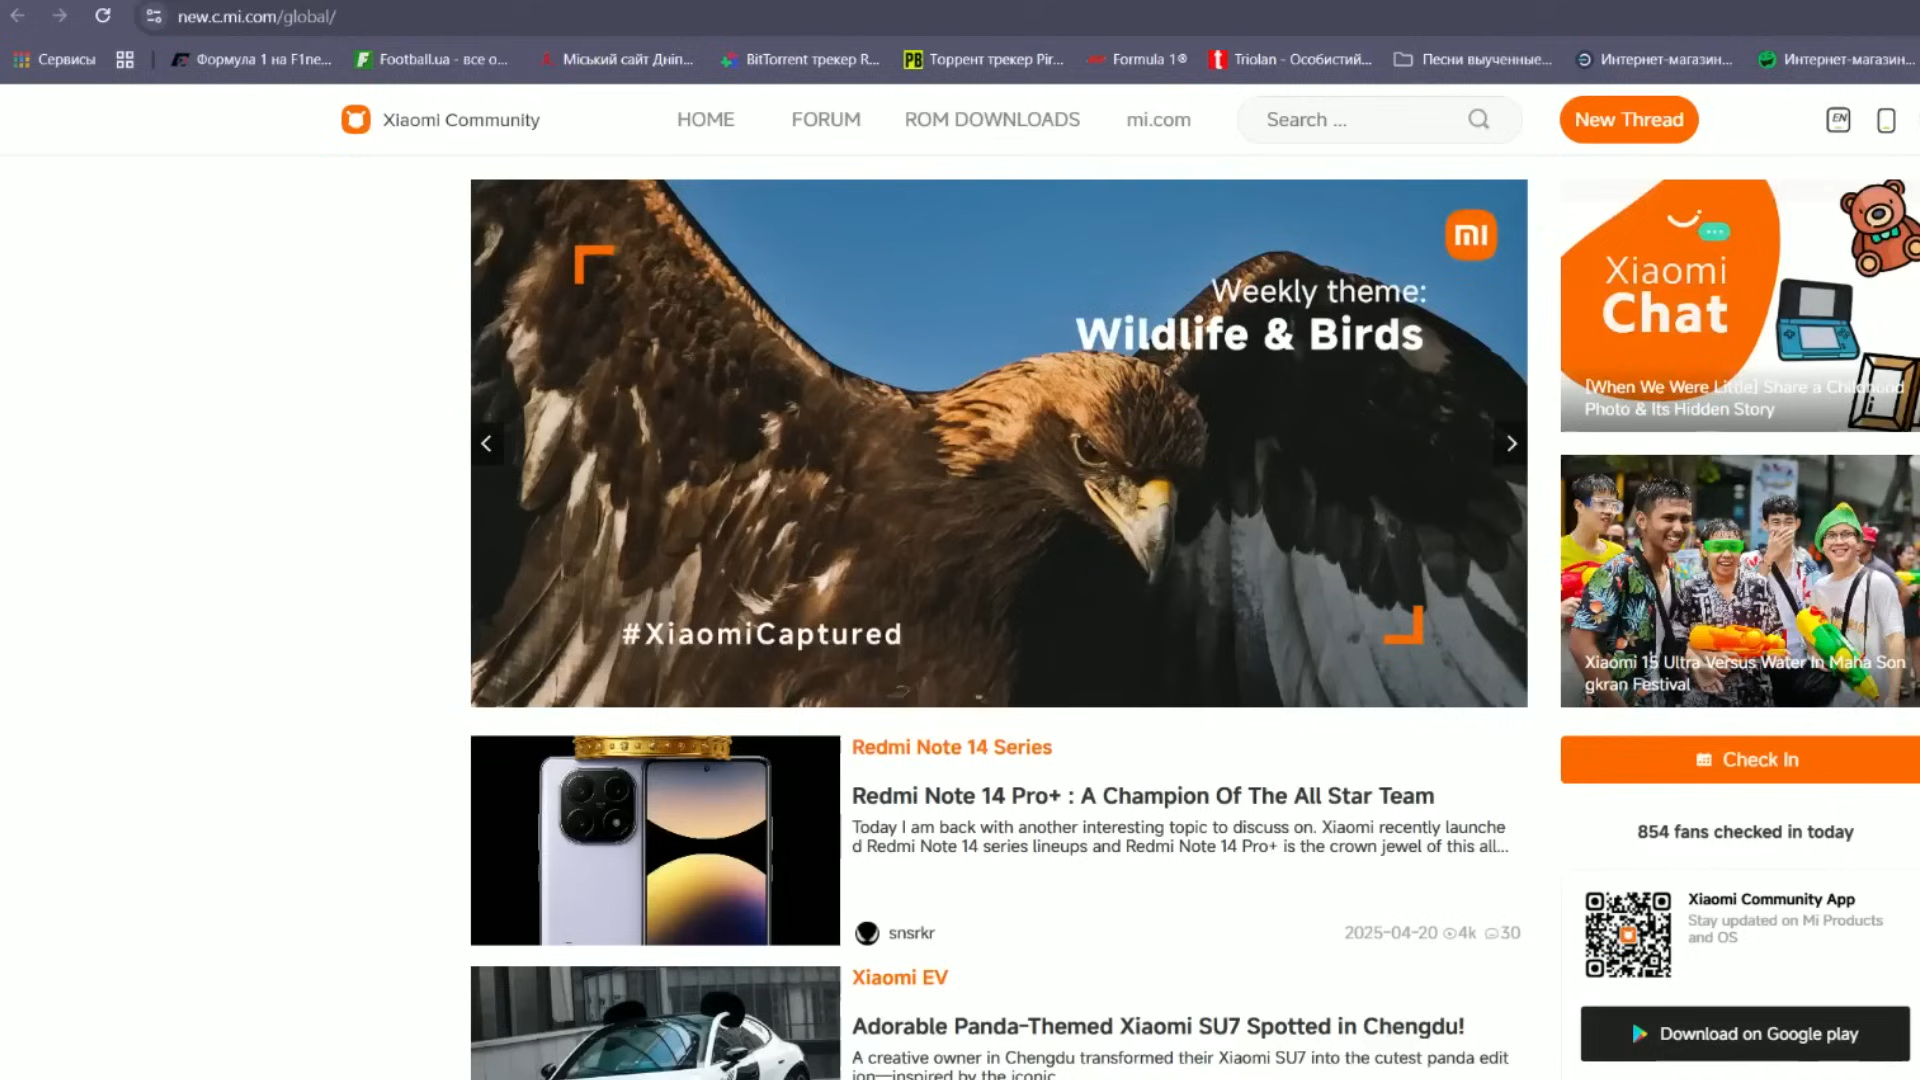 new.c.mi.com/global/
Сервисы
Формула 1 на F1ne...
Football.ua - все о...
Міський сайт Дніп...
BitTorrent трекер R...
Торрент трекер Pir...
Formula 1®
Triolan - Особистий...
Песни выученные...
Интернет-магазин...
Интернет-магазин...
Xiaomi Community
HOME
FORUM
ROM DOWNLOADS
mi.com
Search ...
New Thread
EN
mi
Weekly theme:
Wildlife & Birds
#XiaomiCaptured
Xiaomi
Chat
[When We Were Little] Share a Childhood
Photo & Its Hidden Story
Xiaomi 15 Ultra Versus Water In Maha Son
gkran Festival
Redmi Note 14 Series
Redmi Note 14 Pro+ : A Champion Of The All Star Team
Today I am back with another interesting topic to discuss on. Xiaomi recently launche
d Redmi Note 14 series lineups and Redmi Note 14 Pro+ is the crown jewel of this all...
snsrkr
2025-04-20 4k 30
Check In
854 fans checked in today
Xiaomi Community App
Stay updated on Mi Products
and OS
Download on Google play
Xiaomi EV
Adorable Panda-Themed Xiaomi SU7 Spotted in Chengdu!
A creative owner in Chengdu transformed their Xiaomi SU7 into the cutest panda edit
ion—inspired by the iconic